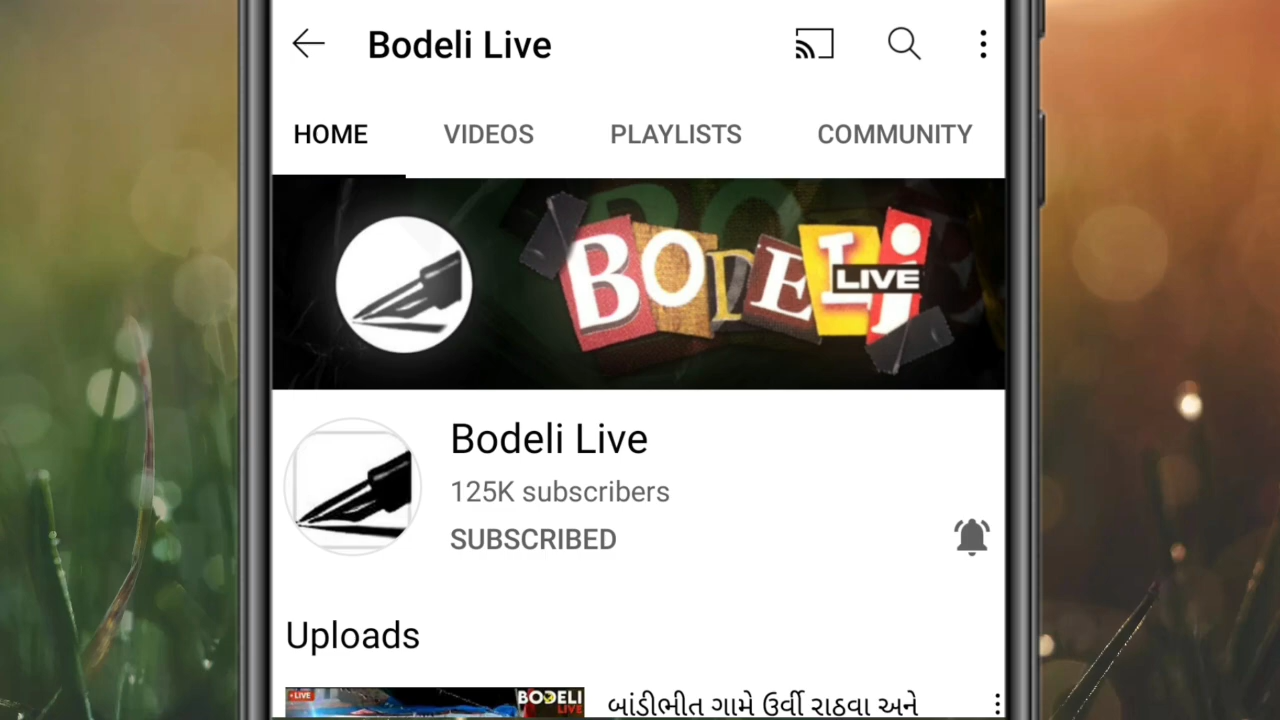 Bodeli Live
HOME VIDEOS PLAYLISTS COMMUNITY
BODELi
LIVE
Bodeli Live
125K subscribers
SUBSCRIBED
Uploads
LIVE
BODELI
LIVE
બાંડીભીત ગામે ઉર્વી રાઠવા અને